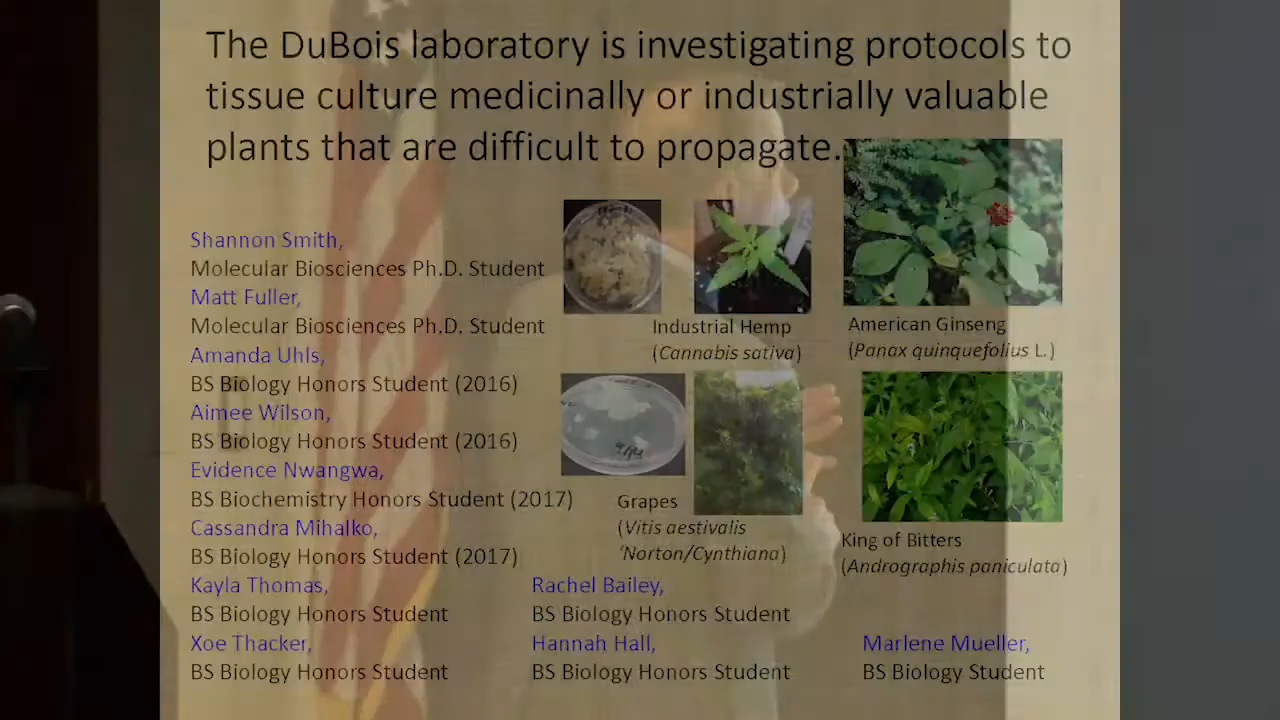 The DuBois laboratory is investigating protocols to
tissue culture medicinally or industrially valuable
plants that are difficult to propagate.
Shannon Smith,
Molecular Biosciences Ph.D. Student
Matt Fuller,
Molecular Biosciences Ph.D. Student
Amanda Uhls,
BS Biology Honors Student (2016)
Aimee Wilson,
BS Biology Honors Student (2016)
Evidence Nwangwa,
BS Biochemistry Honors Student (2017)
Cassandra Mihalko,
BS Biology Honors Student (2017)
Kayla Thomas,
BS Biology Honors Student
Xoe Thacker,
BS Biology Honors Student
Rachel Bailey,
BS Biology Honors Student
Hannah Hall,
BS Biology Honors Student
Marlene Mueller,
BS Biology Student
Industrial Hemp
(Cannabis sativa)
American Ginseng
(Panax quinquefolius L.)
Grapes
(Vitis aestivalis
‘Norton/Cynthiana)
King of Bitters
(Andrographis paniculata)